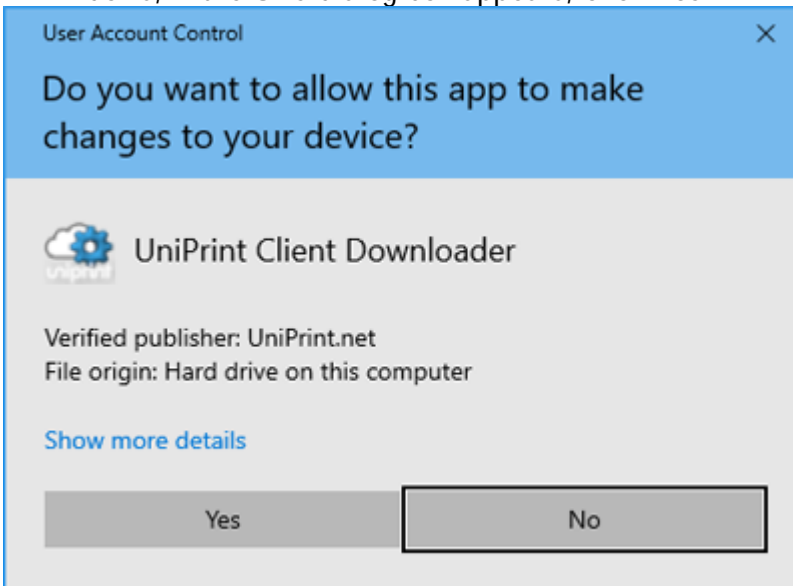 User Account Control
Do you want to allow this app to make
changes to your device?
uniprint
UniPrint Client Downloader
Verified publisher: UniPrint.net
File origin: Hard drive on this computer
Show more details
Yes
No